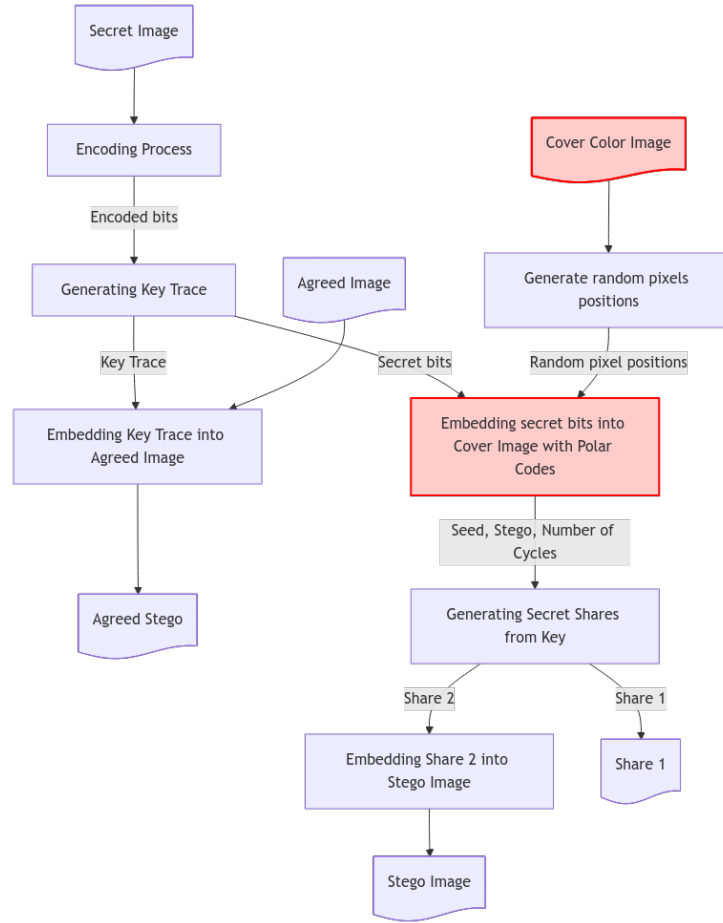 Secret Image
Encoding Process
Cover Color Image
Encoded bits
Generating Key Trace
Agreed Image
Generate random pixels
positions
Key Trace
Secret bits
Random pixel positions
Embedding Key Trace into
Agreed Image
Embedding secret bits into
Cover Image with Polar
Codes
Seed, Stego, Number of
Cycles
Agreed Stego
Generating Secret Shares
from Key
Share 2
Share 1
Embedding Share 2 into
Stego Image
Share 1
Stego Image